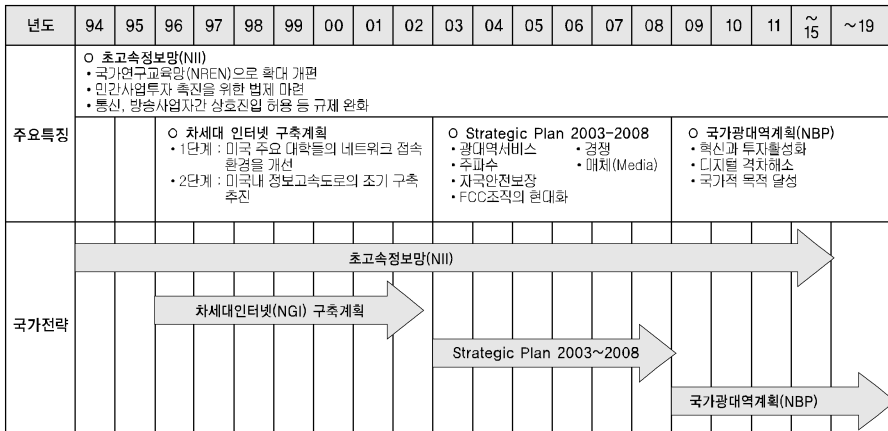 년도 94 95 96 97 98 99 00 01 02 03 04 05 06 07 08 09 10 11 ~15 ~19
주요특징
○ 초고속정보망(NII)
• 국가연구교육망(NREN)으로 확대 개편
• 민간사업투자 촉진을 위한 법제 마련
• 통신, 방송사업자간 상호진입 허용 등 규제 완화
○ 차세대 인터넷 구축계획
• 1단계 : 미국 주요 대학들의 네트워크 접속
환경을 개선
• 2단계 : 미국내 정보고속도로의 조기 구축
추진
○ Strategic Plan 2003-2008
• 광대역서비스 • 경쟁
• 주파수 • 매체(Media)
• 자국안전보장
• FCC조직의 현대화
○ 국가광대역계획(NBP)
• 혁신과 투자활성화
• 디지털 격차해소
• 국가적 목적 달성
국가전략
초고속정보망(NII)
차세대인터넷(NGI) 구축계획
Strategic Plan 2003~2008
국가광대역계획(NBP)